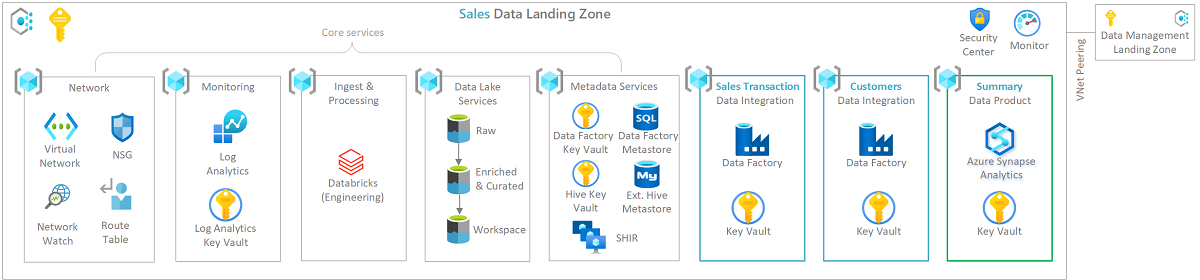 Sales Data Landing Zone
Security
Center
Monitor
Data Management
Landing Zone
VNet Peering
Core services
Network
Virtual
Network
NSG
Network
Watch
Route
Table
Monitoring
Log
Analytics
Log Analytics
Key Vault
Ingest &
Processing
Databricks
(Engineering)
Data Lake
Services
Raw
Enriched
& Curated
Workspace
Metadata Services
Data Factory
Key Vault
SQL
Data Factory
Metastore
Hive Key
Vault
My
Ext. Hive
Metastore
SHIR
Sales Transaction
Data Integration
Data Factory
Key Vault
Customers
Data Integration
Data Factory
Key Vault
Summary
Data Product
Azure Synapse
Analytics
Key Vault